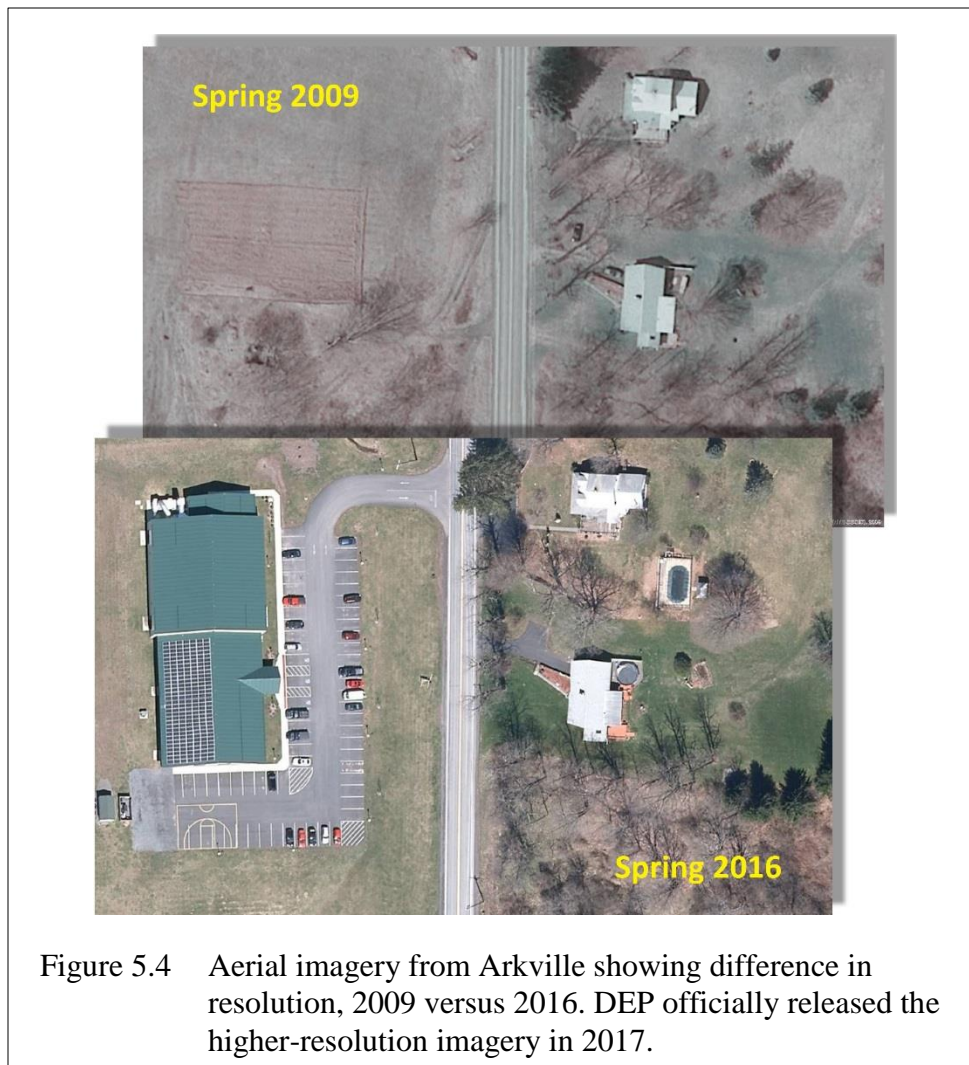 Spring 2009
Spring 2016
Figure 5.4 Aerial imagery from Arkville showing difference in
resolution, 2009 versus 2016. DEP officially released the
higher-resolution imagery in 2017.